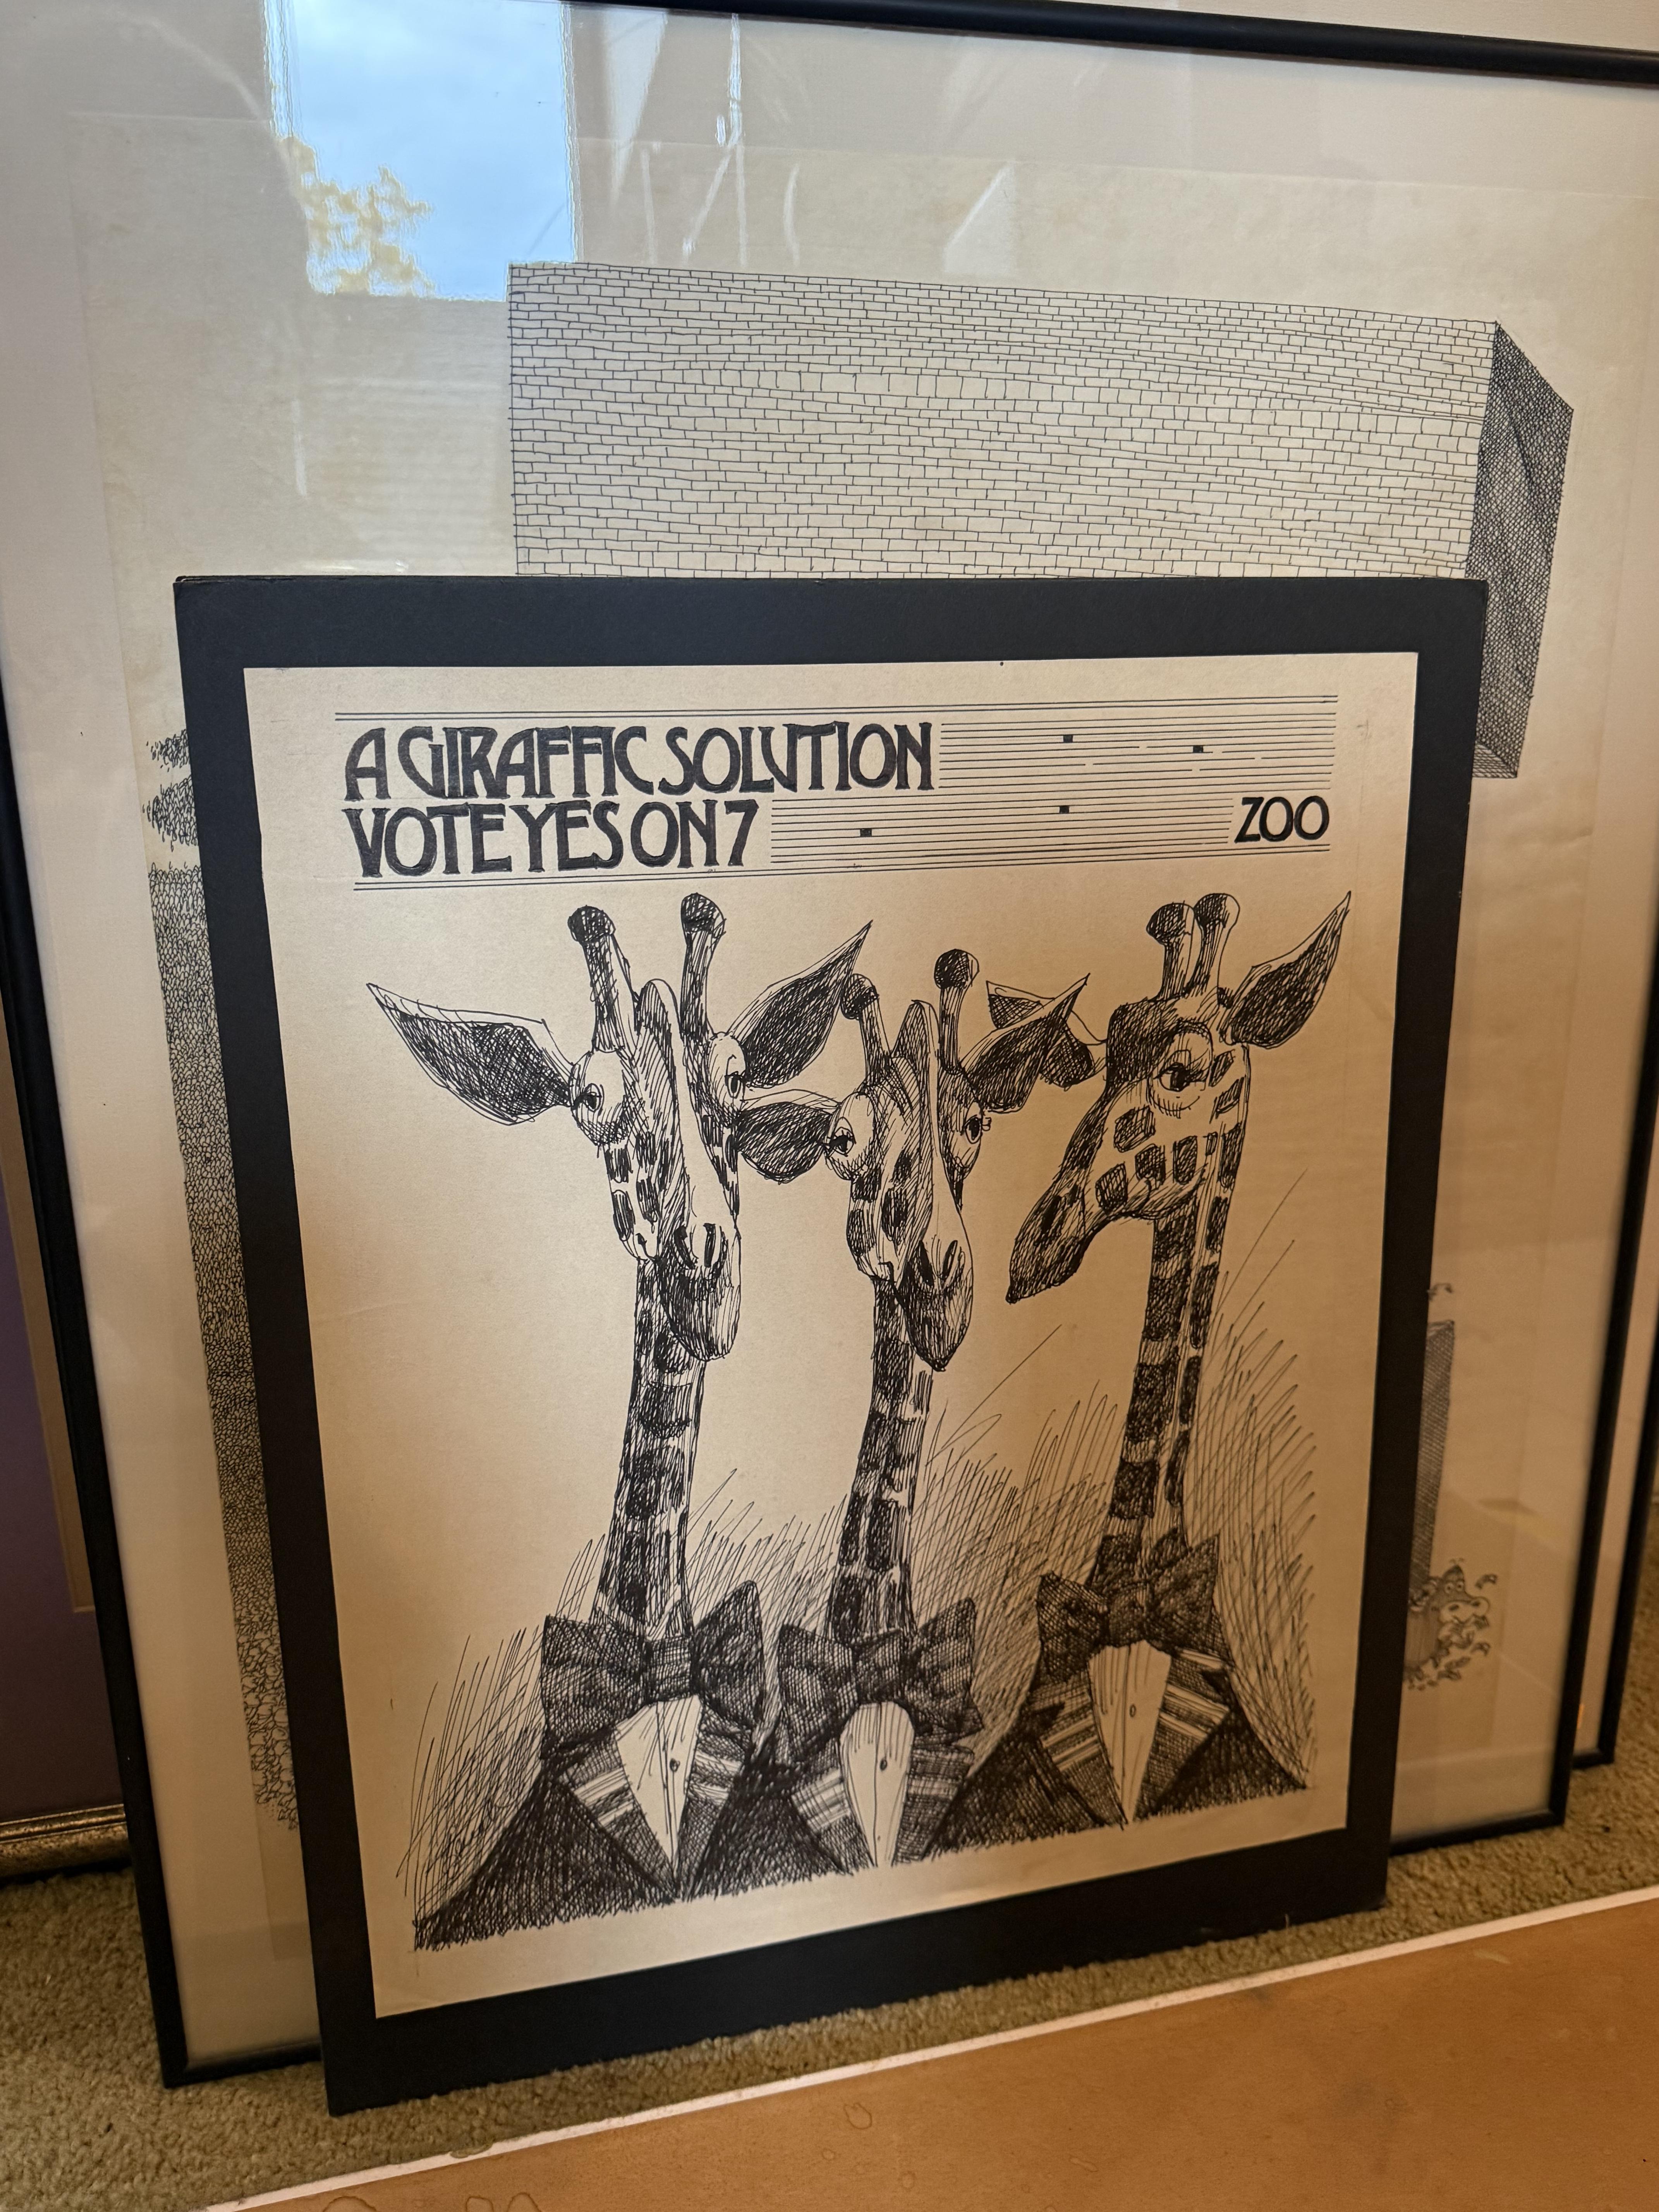 A GIRAFFIC SOLUTION
VOTE YES ON 7 ZOO